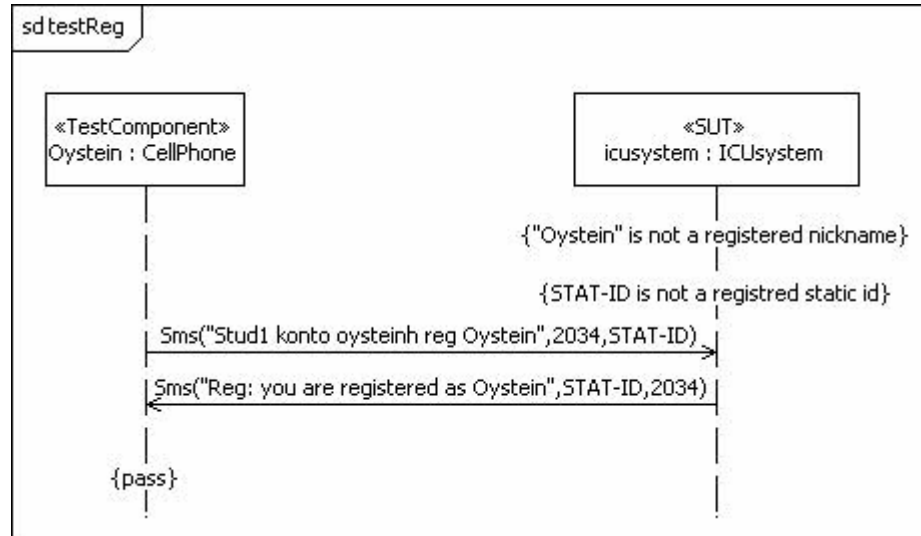 sd testReg
«TestComponent»
Oystein : CellPhone
«SUT»
icusystem : ICUsystem
{"Oystein" is not a registered nickname}
{STAT-ID is not a registred static id}
Sms("Stud1 konto oysteinh reg Oystein",2034,STAT-ID)
Sms("Reg: you are registered as Oystein",STAT-ID,2034)
{pass}